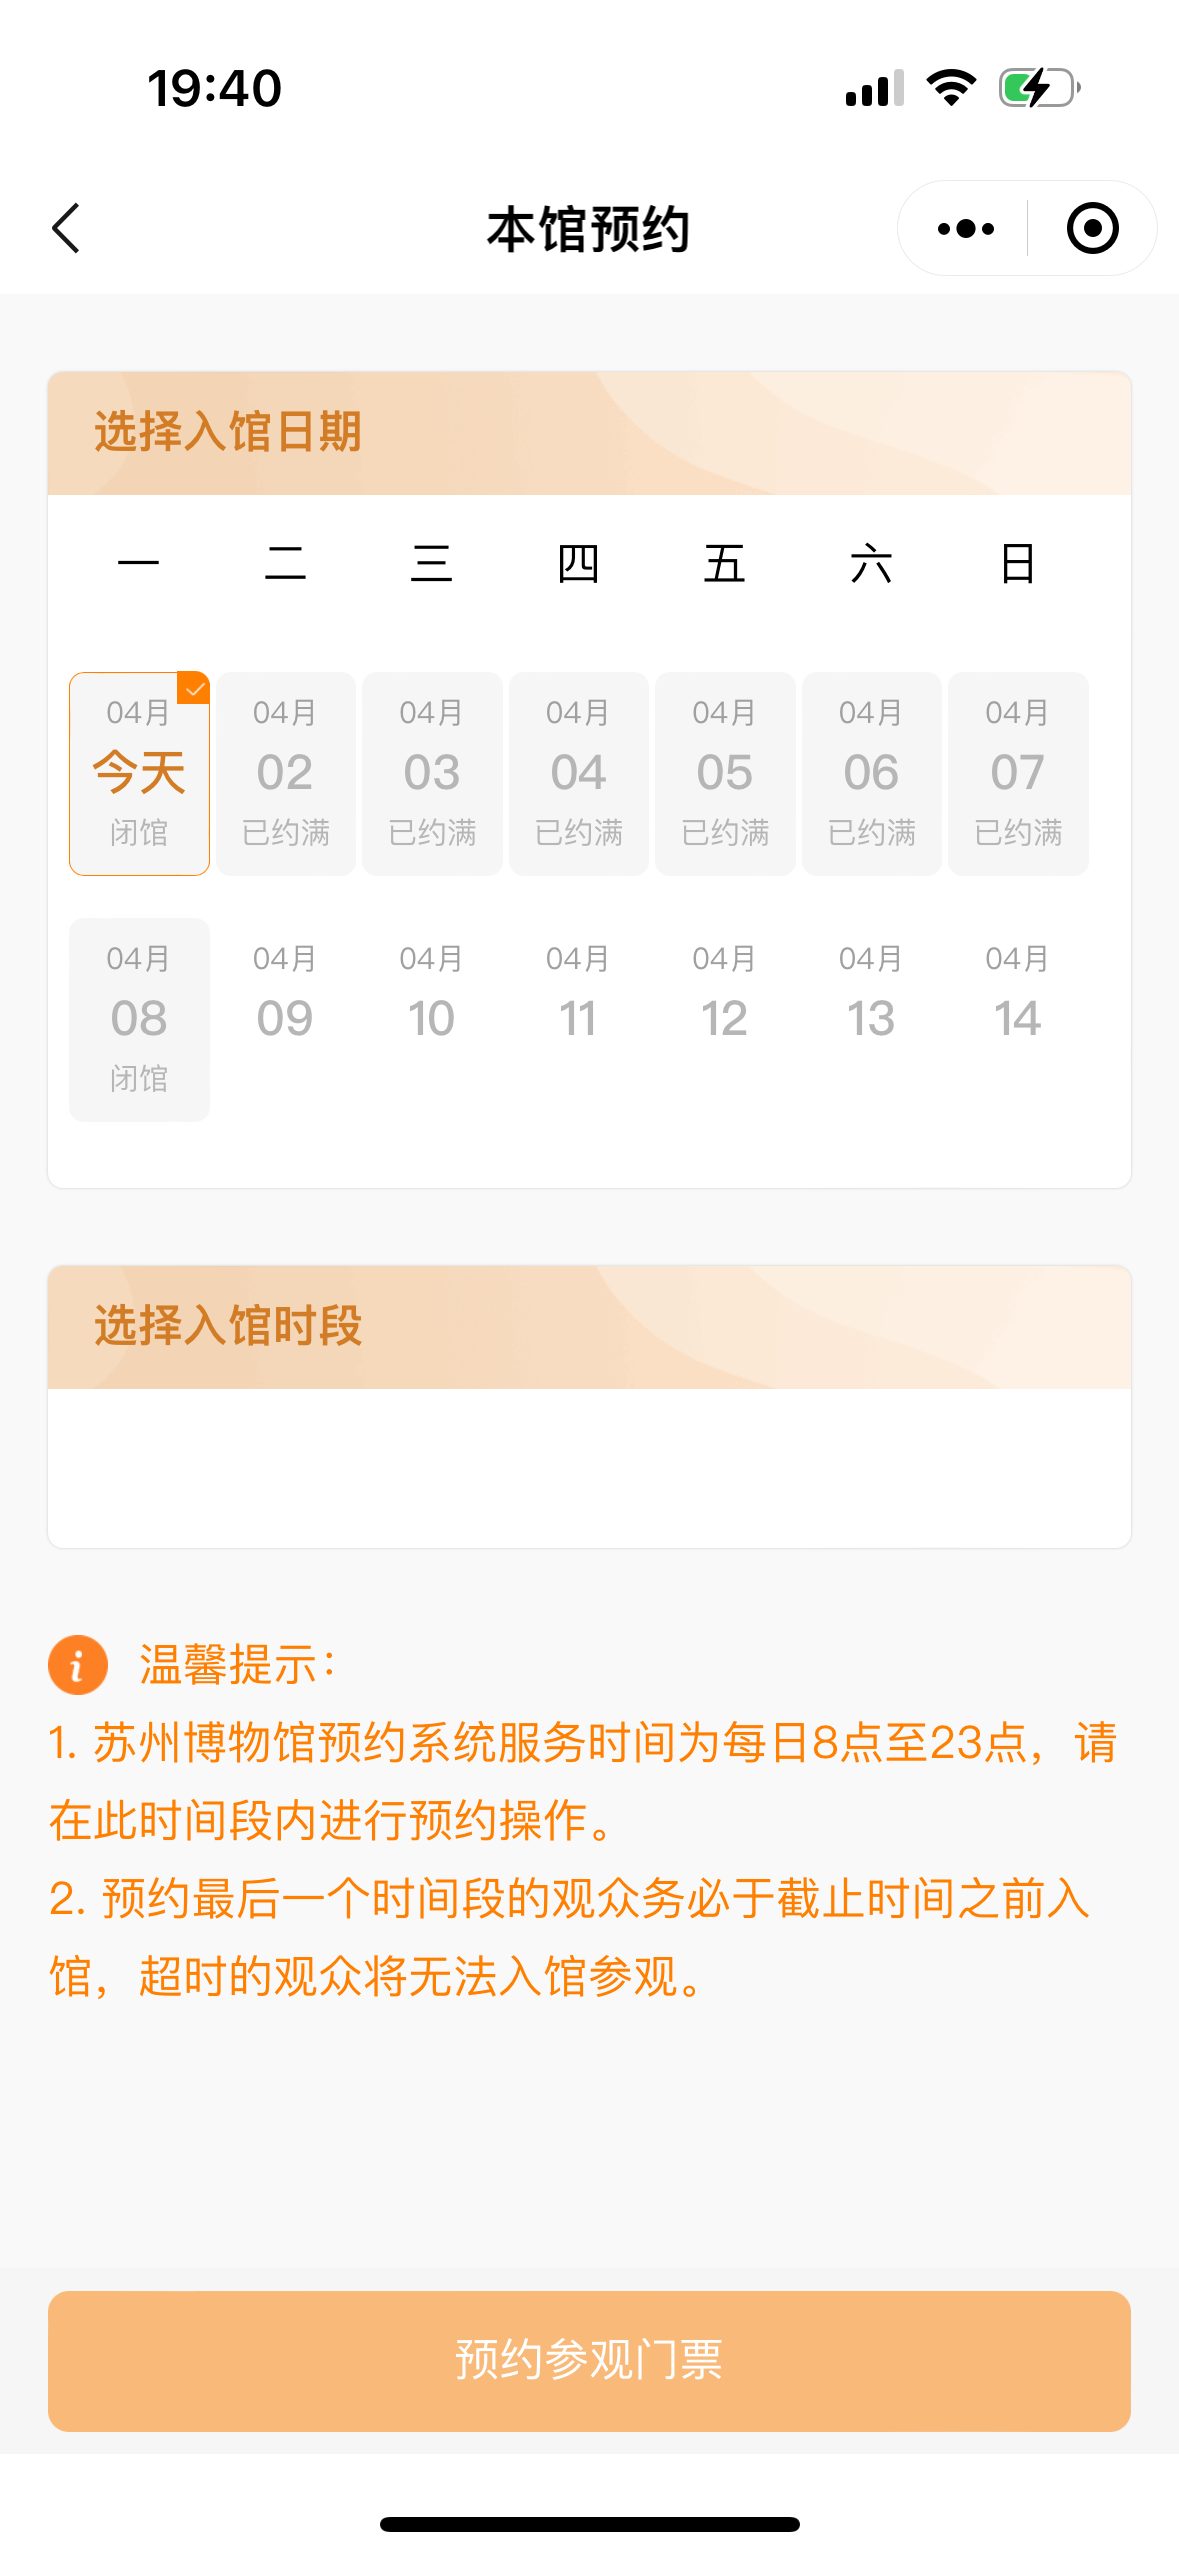 19:40
本馆预约
选择入馆日期
一 二 三 四 五 六 日
04月 04月 04月 04月 04月 04月 04月
今天 02 03 04 05 06 07
闭馆 已约满 已约满 已约满 已约满 已约满 已约满
04月 04月 04月 04月 04月 04月 04月
08 09 10 11 12 13 14
闭馆
选择入馆时段
温馨提示：
1. 苏州博物馆预约系统服务时间为每日8点至23点，请
在此时间段内进行预约操作。
2. 预约最后一个时间段的观众务必于截止时间之前入
馆，超时的观众将无法入馆参观。
预约参观门票